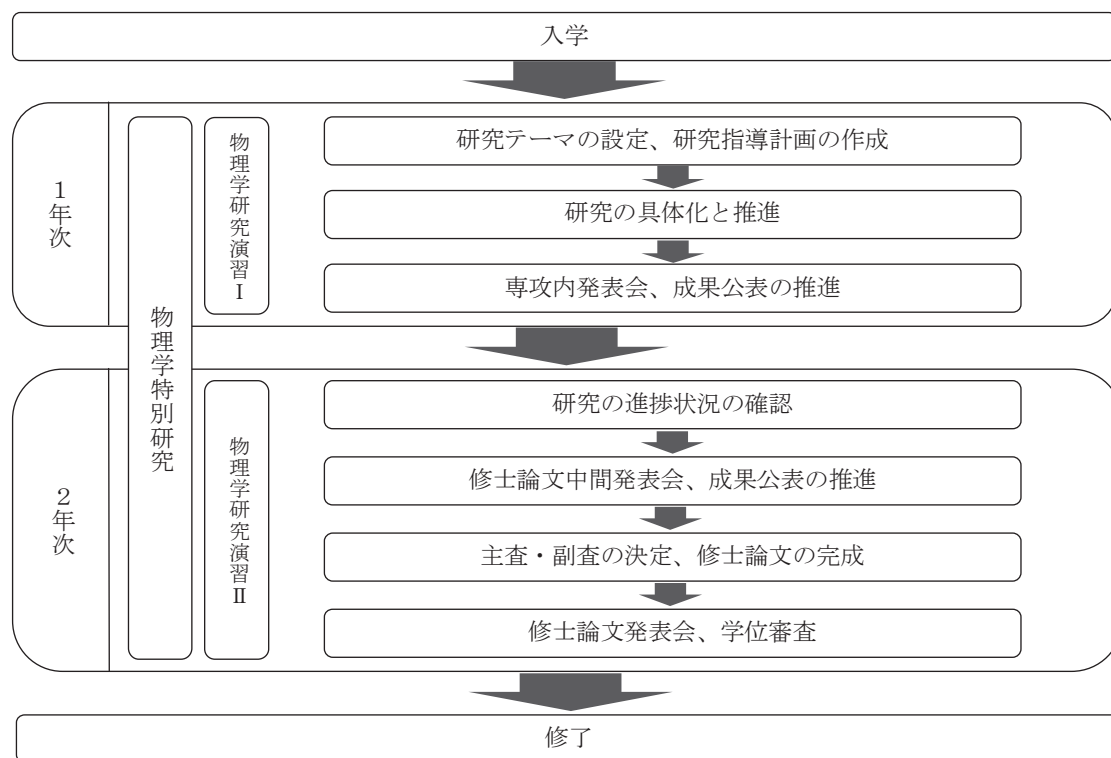 入学
1年次
物理学特別研究
物理学研究演習Ⅰ
研究テーマの設定、研究指導計画の作成
研究の具体化と推進
専攻内発表会、成果公表の推進
2年次
物理学研究演習Ⅱ
研究の進捗状況の確認
修士論文中間発表会、成果公表の推進
主査・副査の決定、修士論文の完成
修士論文発表会、学位審査
修了